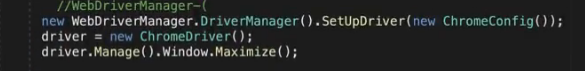 //WebDriverManager-(
new WebDriverManager.DriverManager().SetUpDriver(new ChromeConfig());
driver = new ChromeDriver();
driver.Manage().Window.Maximize();